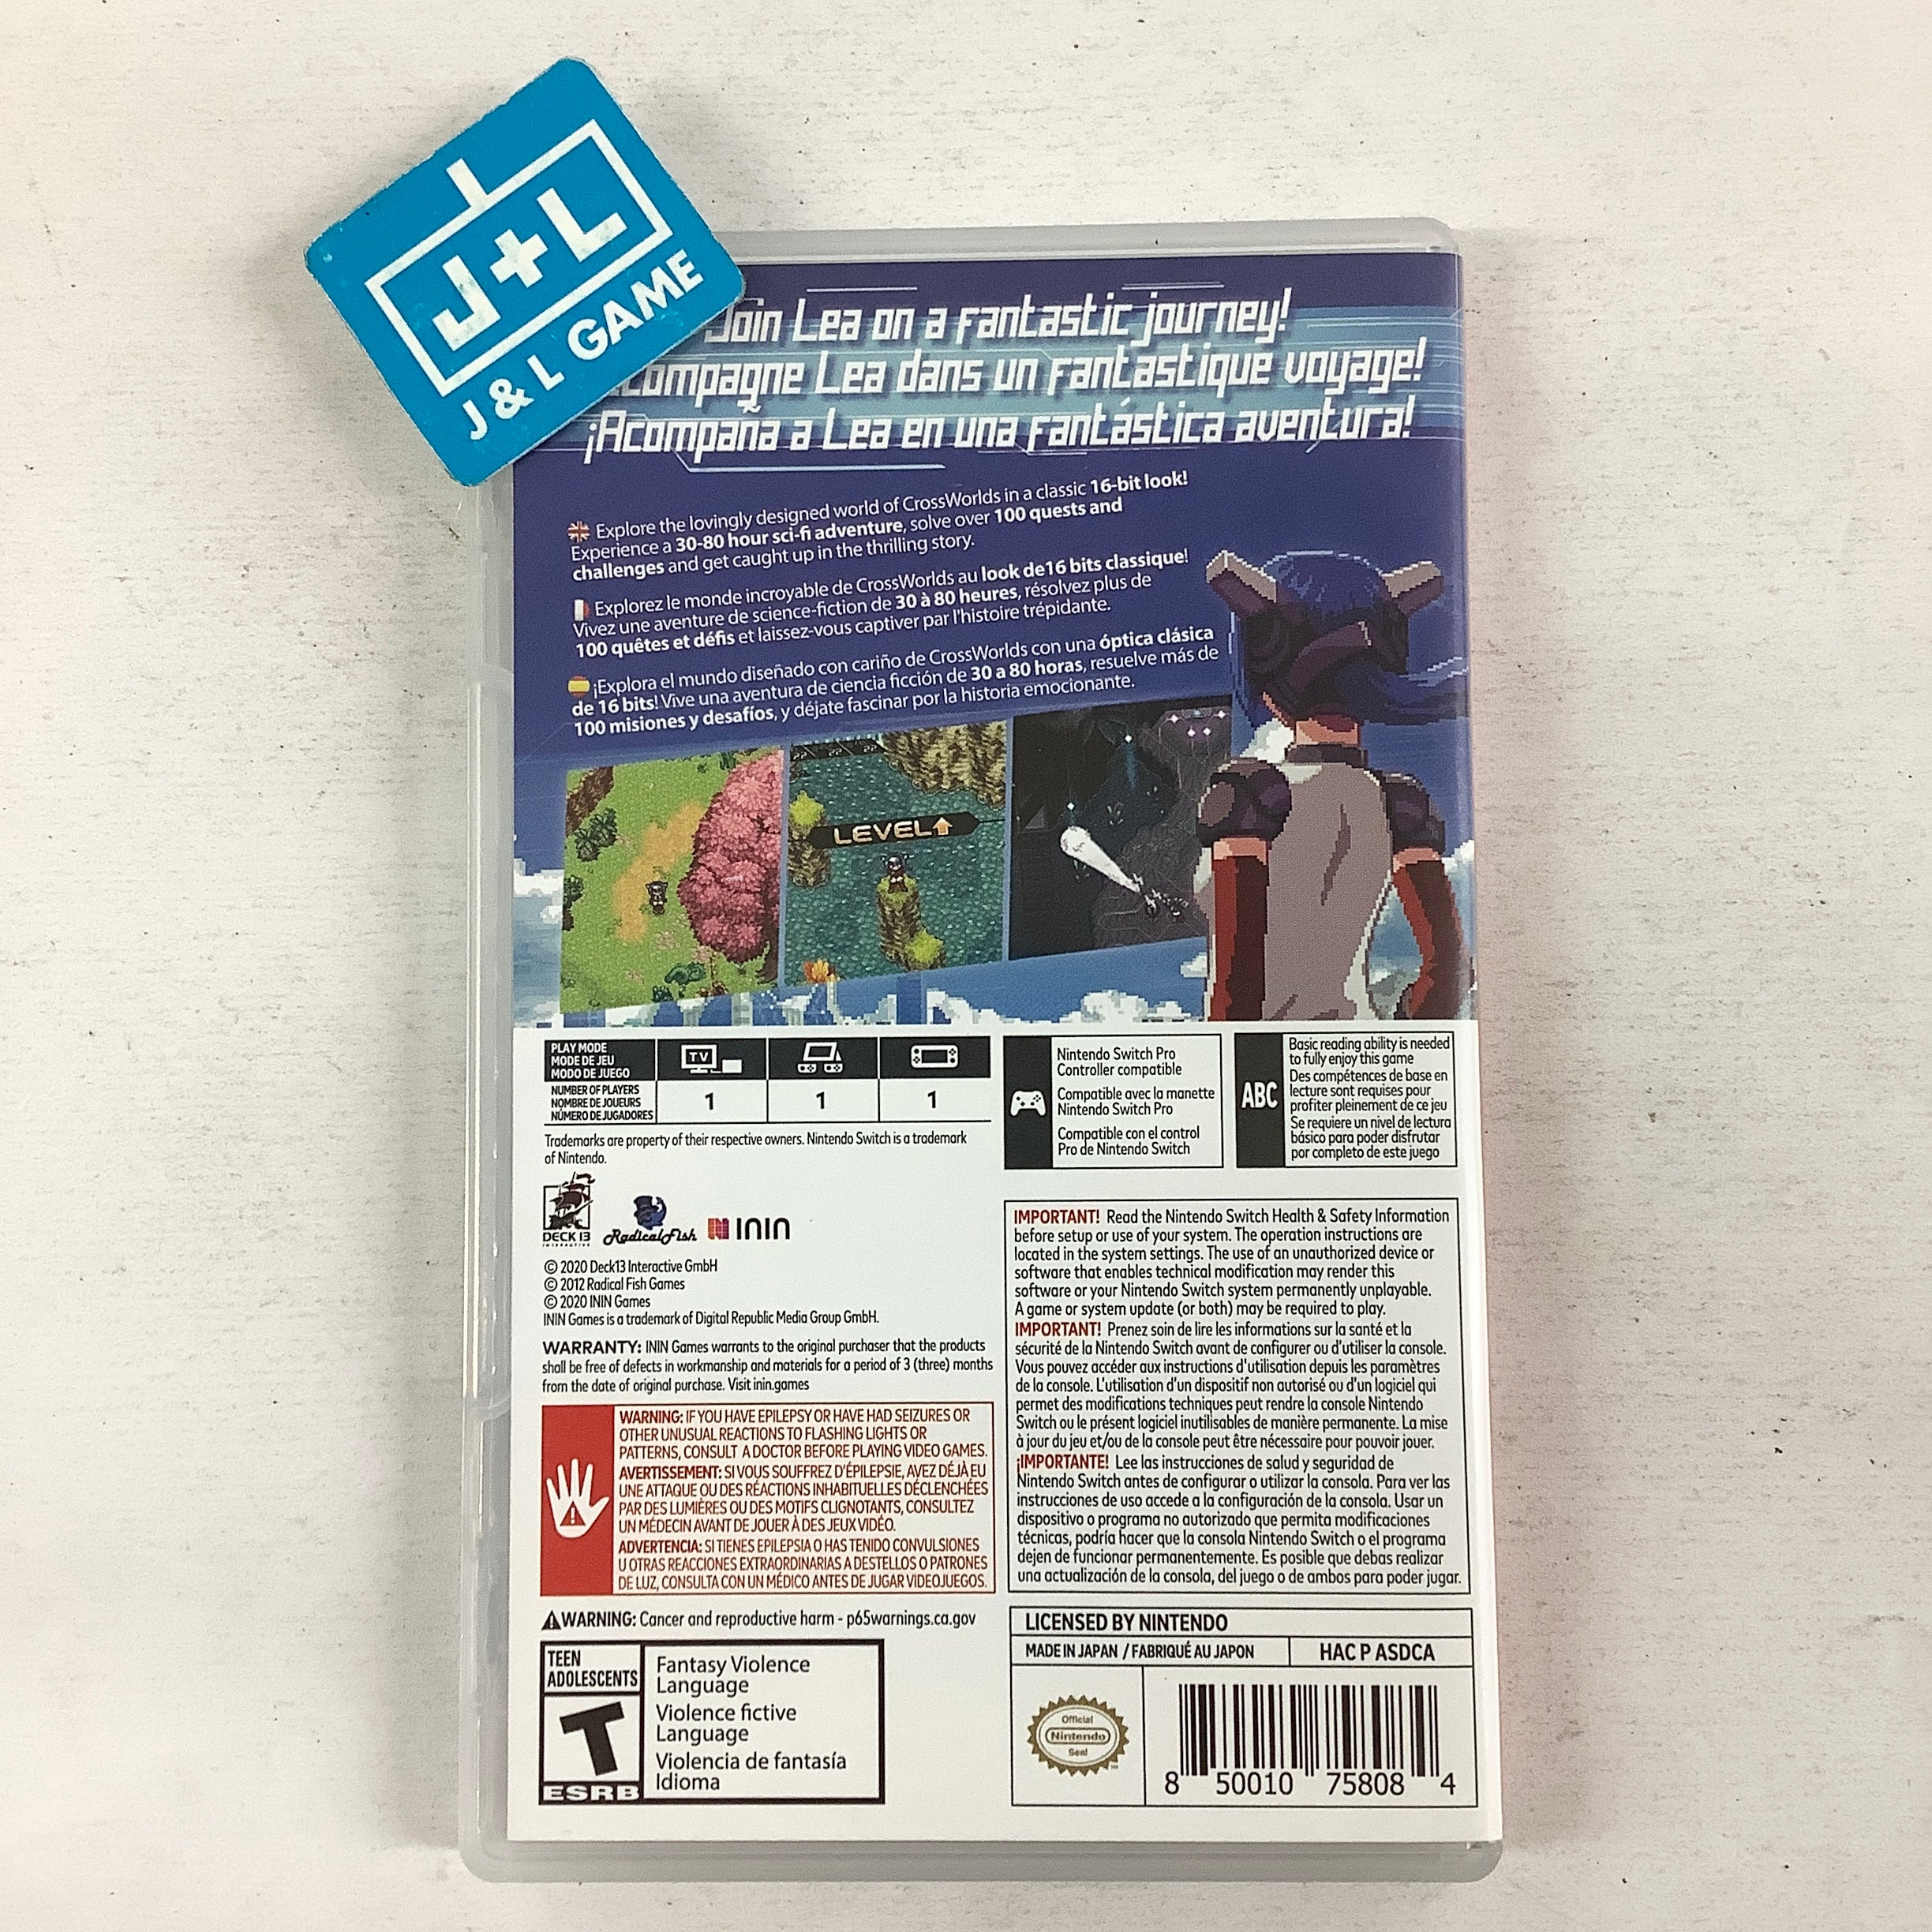 J+L
J & L GAME
Join Lea on a fantastic journey!
Lea dans un fantastique voyage!
¡Acompaña a Lea en una fantástica aventura!
Explore the lovingly designed world of CrossWorlds in a classic 16-bit look!
Experience a 30-80 hour sci-fi adventure, solve over 100 quests and
challenges and get caught up in the thrilling story.
Explorez le monde incroyable de CrossWorlds au look de16 bits classique!
Vivez une aventure de science-fiction de 30 à 80 heures, résolvez plus de
100 quêtes et défis et laissez-vous captiver par l'histoire trépidante.
¡Explora el mundo diseñado con cariño de CrossWorlds con una óptica clásica
de 16 bits! Vive una aventura de ciencia ficción de 30 a 80 horas, resuelve más de
100 misiones y desafíos, y déjate fascinar por la historia emocionante.
LEVEL
PLAY MODE
MODE DE JEU
MODO DE JUEGO
TV
NUMBER OF PLAYERS
NOMBRE DE JOUEURS
NÚMERO DE JUGADORES
1 1 1
Nintendo Switch Pro
Controller compatible
Compatible avec la manette
Nintendo Switch Pro
Compatible con el control
Pro de Nintendo Switch
ABC
Basic reading ability is needed
to fully enjoy this game
Des compétences de base en
lecture sont requises pour
profiter pleinement de ce jeu
Se requiere un nivel de lectura
básico para poder disfrutar
por completo de este juego
Trademarks are property of their respective owners. Nintendo Switch is a trademark
of Nintendo.
DECK 13
INTERACTIVE
RadicalFish
ININ
© 2020 Deck13 Interactive GmbH
© 2012 Radical Fish Games
© 2020 ININ Games
ININ Games is a trademark of Digital Republic Media Group GmbH.
WARRANTY: ININ Games warrants to the original purchaser that the products
shall be free of defects in workmanship and materials for a period of 3 (three) months
from the date of original purchase. Visit inin.games
WARNING: IF YOU HAVE EPILEPSY OR HAVE HAD SEIZURES OR
OTHER UNUSUAL REACTIONS TO FLASHING LIGHTS OR
PATTERNS, CONSULT A DOCTOR BEFORE PLAYING VIDEO GAMES.
AVERTISSEMENT: SI VOUS SOUFFREZ D'ÉPILEPSIE, AVEZ DÉJÀ EU
UNE ATTAQUE OU DES RÉACTIONS INHABITUELLES DÉCLENCHÉES
PAR DES LUMIÈRES OU DES MOTIFS CLIGNOTANTS, CONSULTEZ
UN MÉDECIN AVANT DE JOUER À DES JEUX VIDÉO.
ADVERTENCIA: SI TIENES EPILEPSIA O HAS TENIDO CONVULSIONES
U OTRAS REACCIONES EXTRAORDINARIAS A DESTELLOS O PATRONES
DE LUZ, CONSULTA CON UN MÉDICO ANTES DE JUGAR VIDEOJUEGOS.
WARNING: Cancer and reproductive harm - p65warnings.ca.gov
TEEN
ADOLESCENTS
T
ESRB
Fantasy Violence
Language
Violence fictive
Language
Violencia de fantasía
Idioma
IMPORTANT! Read the Nintendo Switch Health & Safety Information
before setup or use of your system. The operation instructions are
located in the system settings. The use of an unauthorized device or
software that enables technical modification may render this
software or your Nintendo Switch system permanently unplayable.
A game or system update (or both) may be required to play.
IMPORTANT! Prenez soin de lire les informations sur la santé et la
sécurité de la Nintendo Switch avant de configurer ou d'utiliser la console.
Vous pouvez accéder aux instructions d'utilisation depuis les paramètres
de la console. L'utilisation d'un dispositif non autorisé ou d'un logiciel qui
permet des modifications techniques peut rendre la console Nintendo
Switch ou le présent logiciel inutilisables de manière permanente. La mise
à jour du jeu et/ou de la console peut être nécessaire pour pouvoir jouer.
¡IMPORTANTE! Lee las instrucciones de salud y seguridad de
Nintendo Switch antes de configurar o utilizar la consola. Para ver las
instrucciones de uso accede a la configuración de la consola. Usar un
dispositivo o programa no autorizado que permita modificaciones
técnicas, podría hacer que la consola Nintendo Switch o el programa
dejen de funcionar permanentemente. Es posible que debas realizar
una actualización de la consola, del juego o de ambos para poder jugar.
LICENSED BY NINTENDO
MADE IN JAPAN / FABRIQUÉ AU JAPON
HAC P ASDCA
Official
Nintendo
Seal
8 50010 75808 4